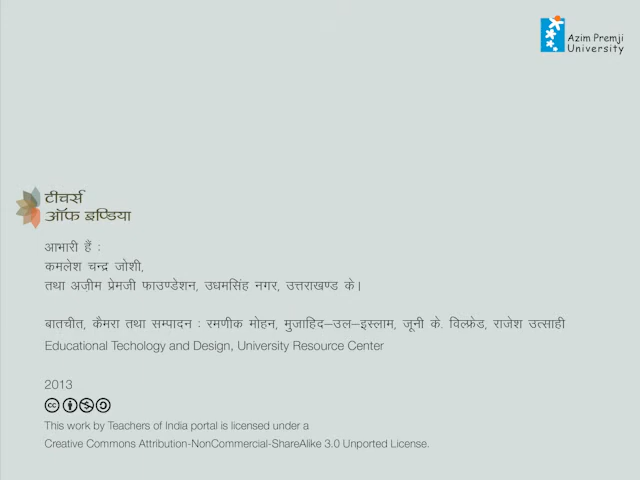 Azim Premji
University
टीचर्स
ऑफ इण्डिया
आभारी हैं :
कमलेश चन्द्र जोशी,
तथा अज़ीम प्रेमजी फाउण्डेशन, उधमसिंह नगर, उत्तराखण्ड के।
बातचीत, कैमरा तथा सम्पादन : रमणीक मोहन, मुजाहिद–उल–इस्लाम, जूनी के. विल्फ्रेड, राजेश उत्साही
Educational Techology and Design, University Resource Center
2013
cc
This work by Teachers of India portal is licensed under a
Creative Commons Attribution-NonCommercial-ShareAlike 3.0 Unported License.